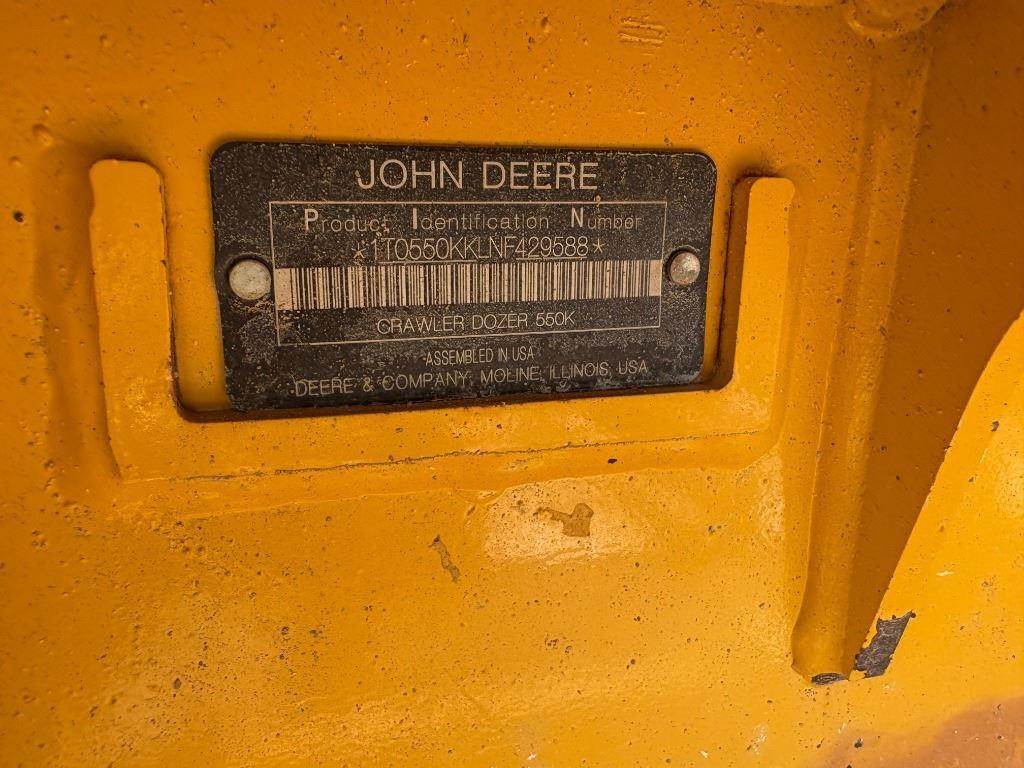 JOHN DEERE
Product Identification Number
*1T0550KKLNF429588*
CRAWLER DOZER 550K
ASSEMBLED IN USA
DEERE & COMPANY, MOLINE, ILLINOIS, USA